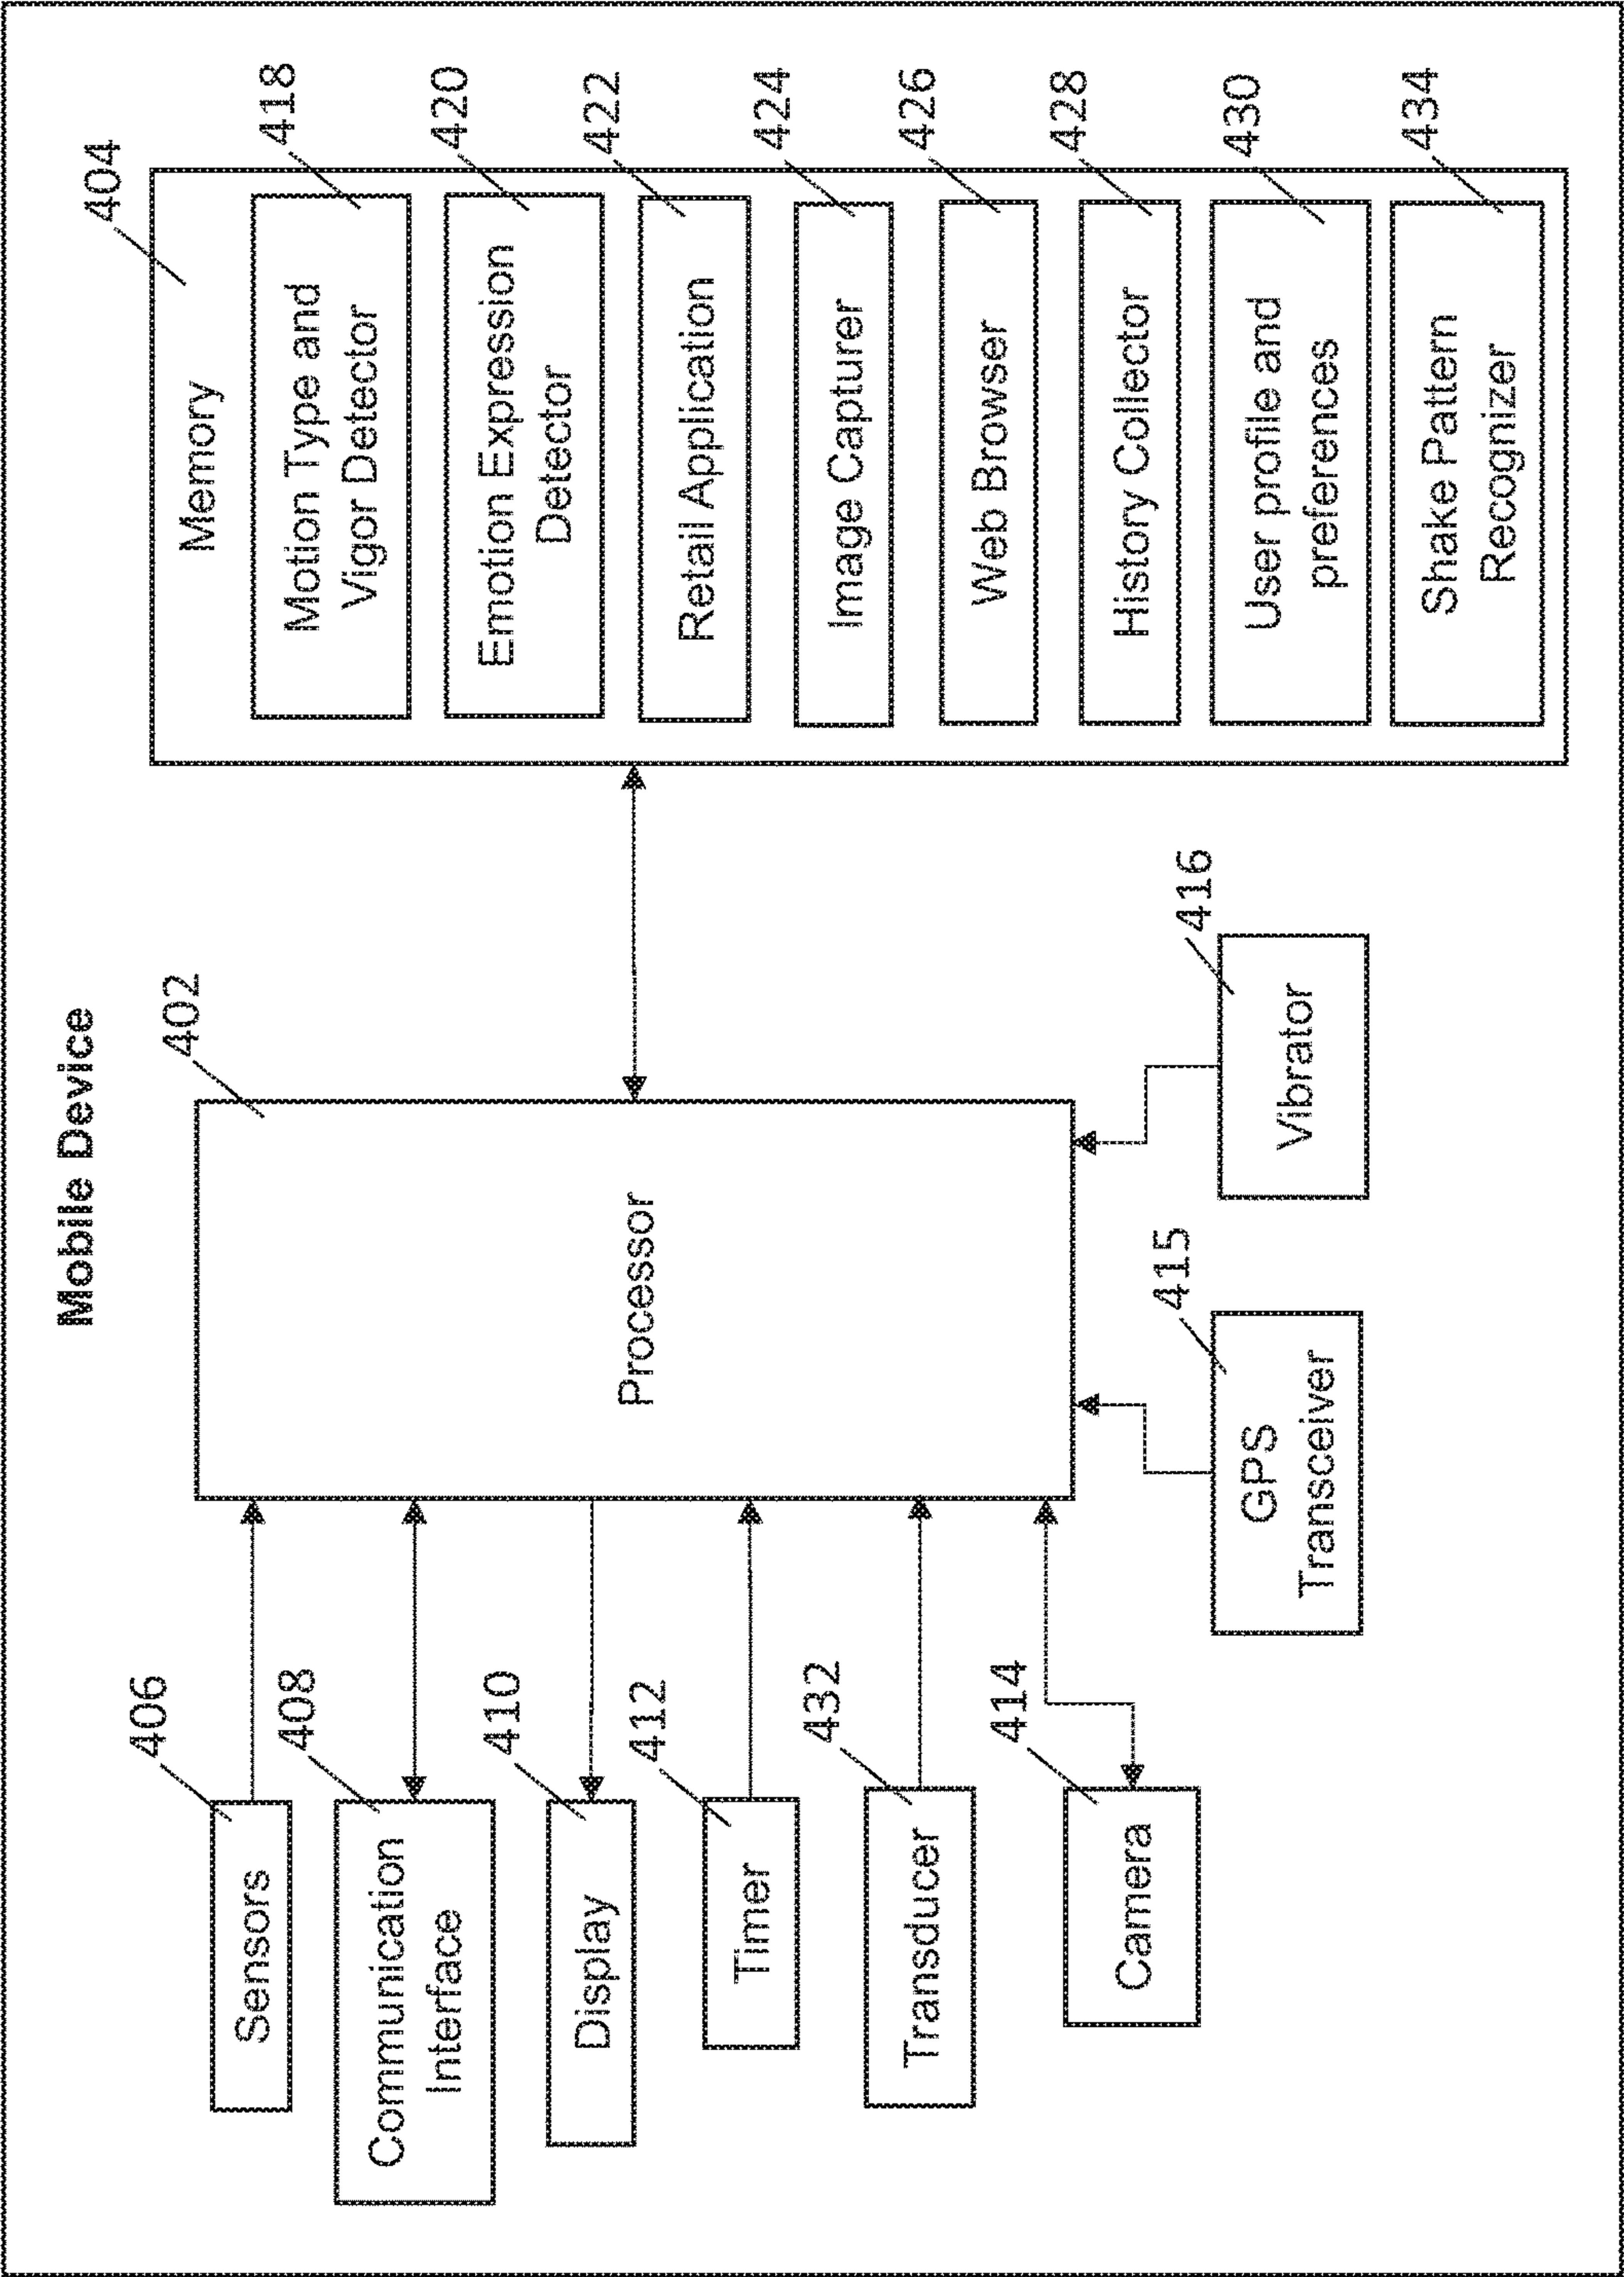 Mobile Device
406
Sensors
408
Communication
Interface
410
Display
412
Timer
432
Transducer
414
Camera
402
Processor
415
GPS
Transceiver
416
Vibrator
404
Memory
418
Motion Type and
Vigor Detector
420
Emotion Expression
Detector
422
Retail Application
424
Image Capturer
426
Web Browser
428
History Collector
430
User profile and
preferences
434
Shake Pattern
Recognizer